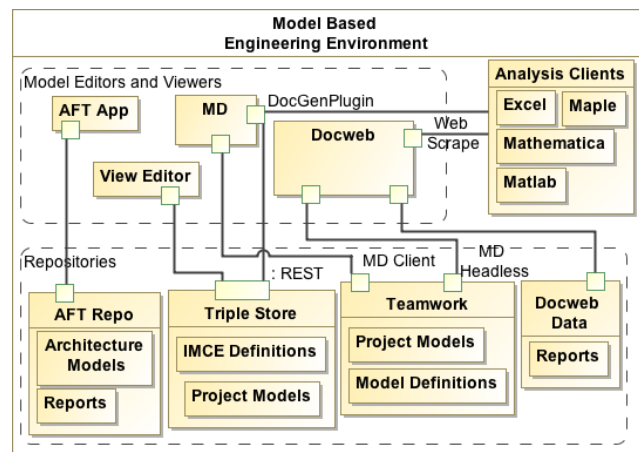 Model Based
Engineering Environment
Model Editors and Viewers
AFT App
MD
DocGenPlugin
Docweb
View Editor
Web
Scrape
Analysis Clients
Excel
Maple
Mathematica
Matlab
Repositories
: REST
MD Client
MD
Headless
AFT Repo
Architecture
Models
Reports
Triple Store
IMCE Definitions
Project Models
Teamwork
Project Models
Model Definitions
Docweb
Data
Reports